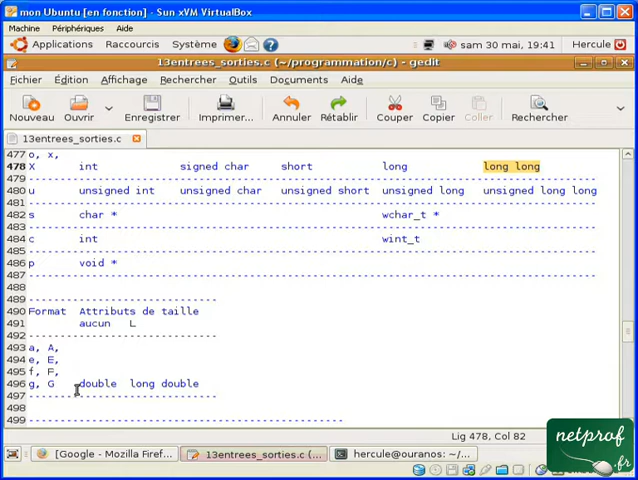 mon Ubuntu [en fonction] - Sun xVM VirtualBox
Machine Périphériques Aide
Applications Raccourcis Système sam 30 mai, 19:41 Hercule
13entrees_sorties.c (~/programmation/c) - gedit
Fichier Édition Affichage Rechercher Outils Documents Aide
Nouveau Ouvrir Enregistrer Imprimer... Annuler Rétablir Couper Copier Coller Rechercher
13entrees_sorties.c
477 o, x,
478 X int signed char short long long long
479 ------------------------------------------------------------------------
480 u unsigned int unsigned char unsigned short unsigned long unsigned long long
481 ------------------------------------------------------------------------
482 s char * wchar_t *
483 ------------------------------------------------------------------------
484 c int wint_t
485 ------------------------------------------------------------------------
486 p void *
487 ------------------------------------------------------------------------
488
489 ------------------------
490 Format Attributs de taille
491 aucun L
492 ------------------------
493 a, A,
494 e, E,
495 f, F,
496 g, G double long double
497 ------------------------
498
499 ----------------------------------------
Lig 478, Col 82
[Google - Mozilla Firef... 13entrees_sorties.c (... hercule@ouranos: ~/...
netprof
.fr